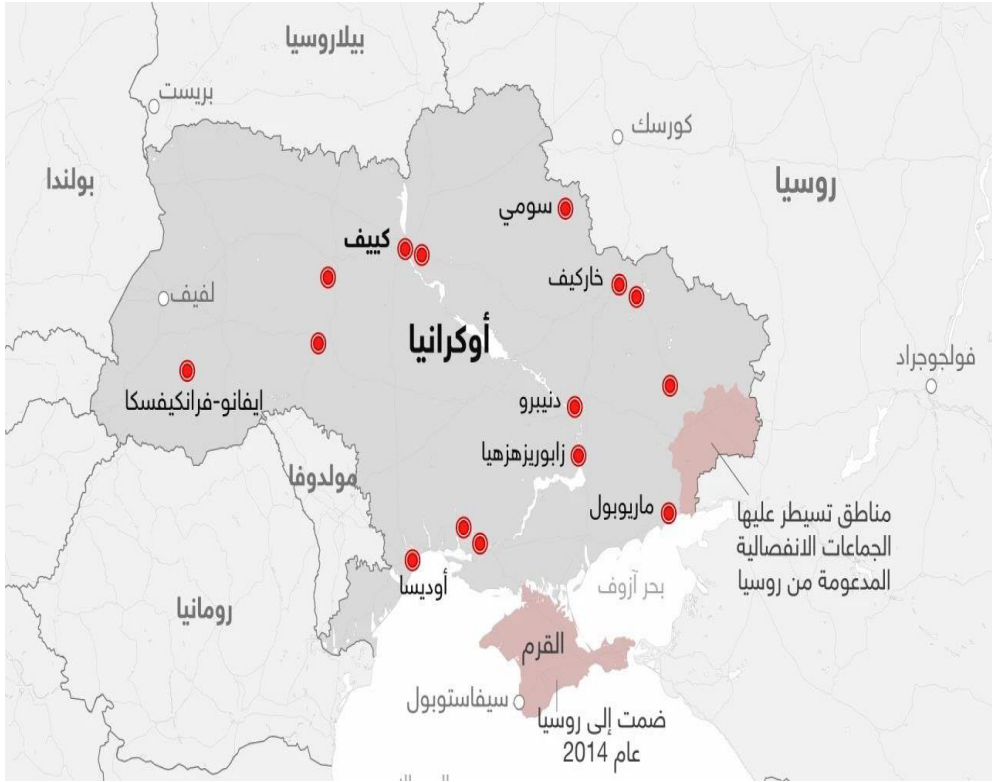 بيلاروسيا
بريست
كورسك
بولندا
روسيا
سومي
كييف
خاركيف
لفيف
أوكرانيا
فولجوجراد
إيفانو-فرانكيفسكا
دنيبرو
زابوريزهزهيا
مولدوفا
ماريوبول
مناطق تسيطر عليها
الجماعات الانفصالية
المدعومة من روسيا
أوديسا
بحر آزوف
رومانيا
القرم
سيفاستوبول
ضمت إلى روسيا
عام 2014